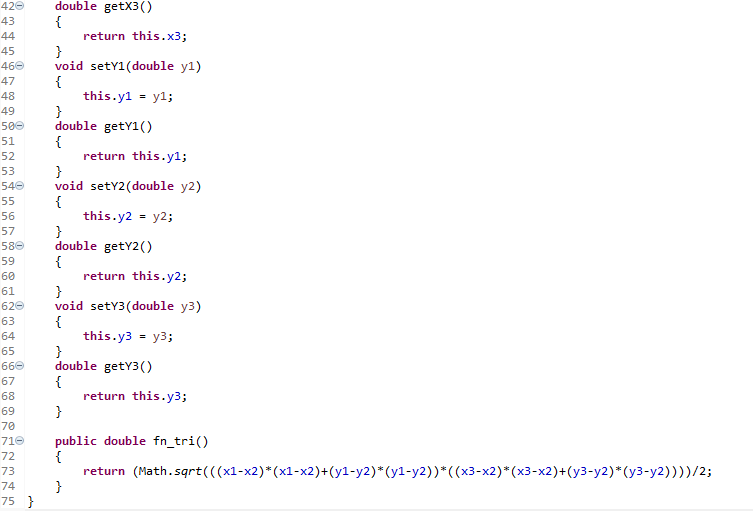 42 double getX3()
43 {
44 return this.x3;
45 }
46 void setY1(double y1)
47 {
48 this.y1 = y1;
49 }
50 double getY1()
51 {
52 return this.y1;
53 }
54 void setY2(double y2)
55 {
56 this.y2 = y2;
57 }
58 double getY2()
59 {
60 return this.y2;
61 }
62 void setY3(double y3)
63 {
64 this.y3 = y3;
65 }
66 double getY3()
67 {
68 return this.y3;
69 }
70
71 public double fn_tri()
72 {
73 return (Math.sqrt(((x1-x2)*(x1-x2)+(y1-y2)*(y1-y2))*((x3-x2)*(x3-x2)+(y3-y2)*(y3-y2))))/2;
74 }
75 }